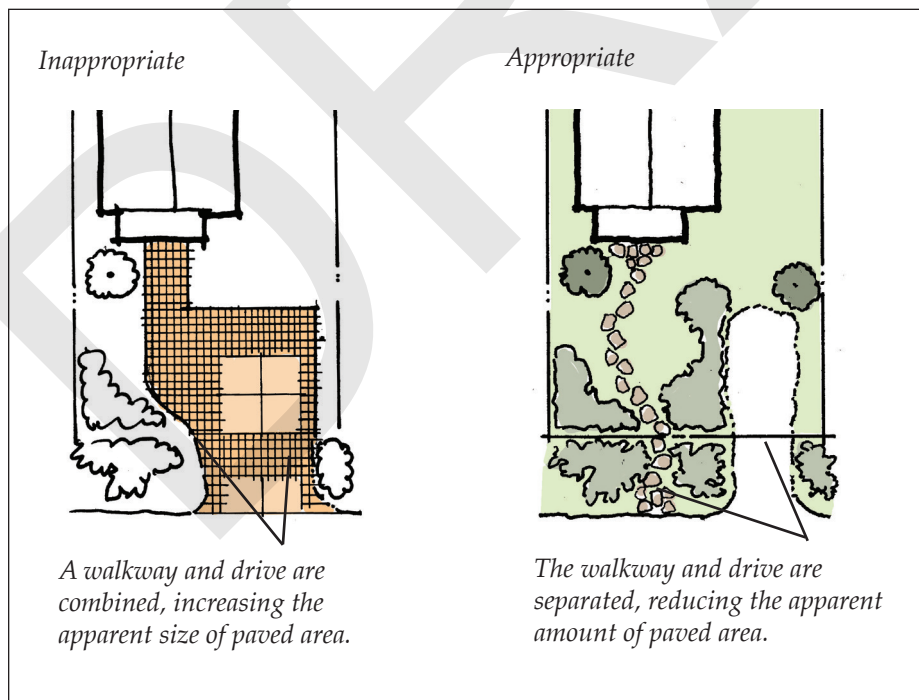 Inappropriate
A walkway and drive are
combined, increasing the
apparent size of paved area.
Appropriate
The walkway and drive are
separated, reducing the apparent
amount of paved area.